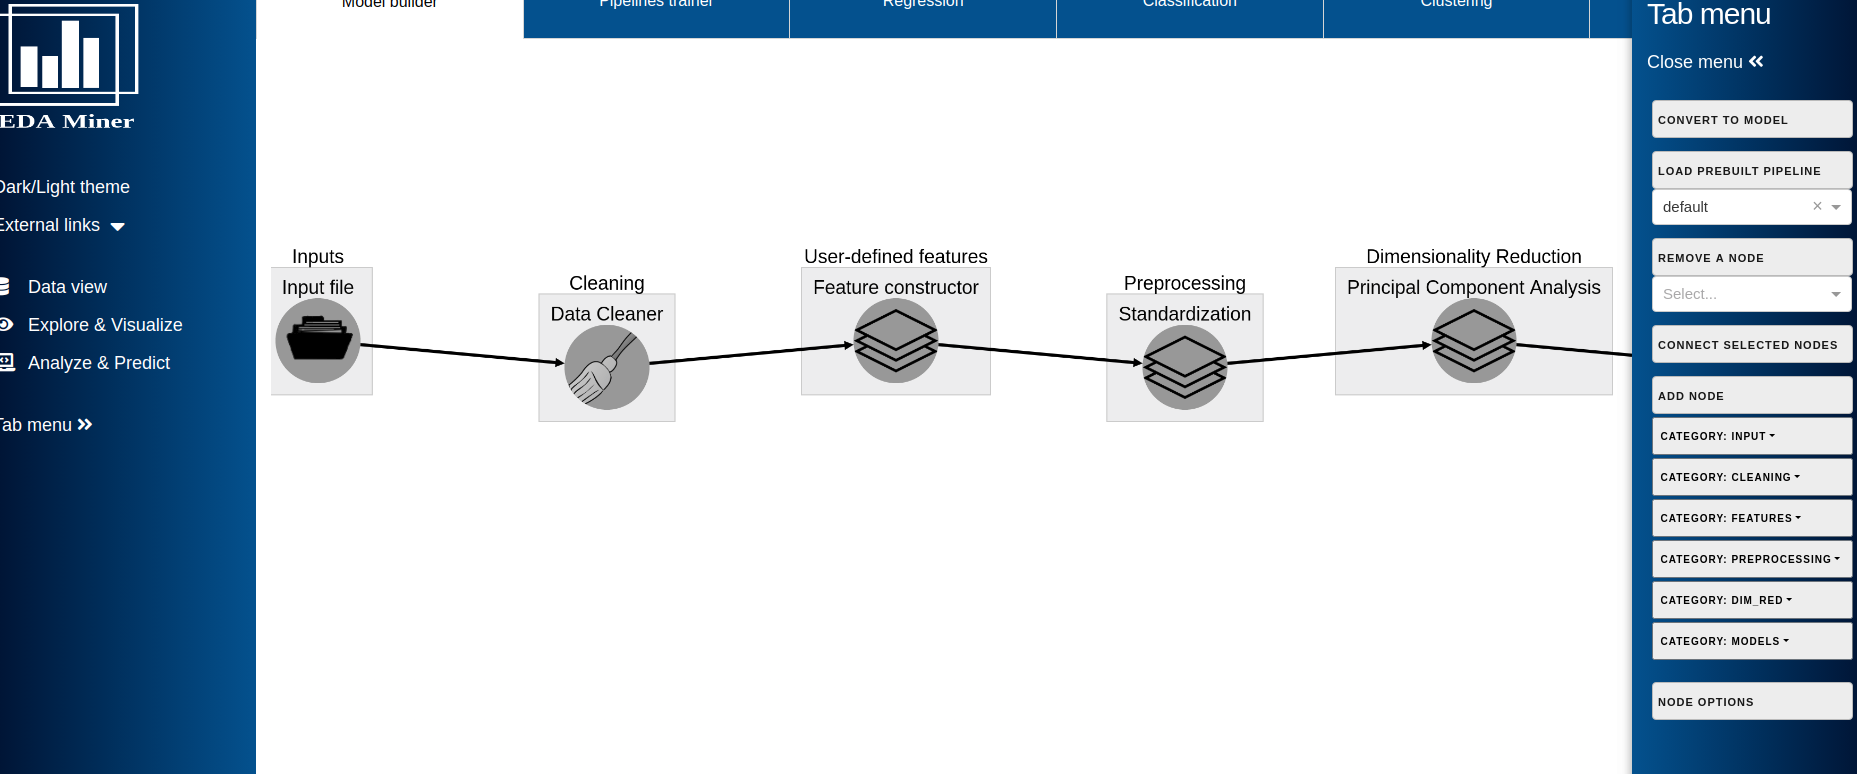 EDA Miner
Dark/Light theme
External links
Data view
Explore & Visualize
Analyze & Predict
Tab menu
Model builder
Pipelines trainer
Regression
Classification
Clustering
Inputs
Input file
Cleaning
Data Cleaner
User-defined features
Feature constructor
Preprocessing
Standardization
Dimensionality Reduction
Principal Component Analysis
Tab menu
Close menu
CONVERT TO MODEL
LOAD PREBUILT PIPELINE
default
REMOVE A NODE
Select...
CONNECT SELECTED NODES
ADD NODE
CATEGORY: INPUT
CATEGORY: CLEANING
CATEGORY: FEATURES
CATEGORY: PREPROCESSING
CATEGORY: DIM_RED
CATEGORY: MODELS
NODE OPTIONS